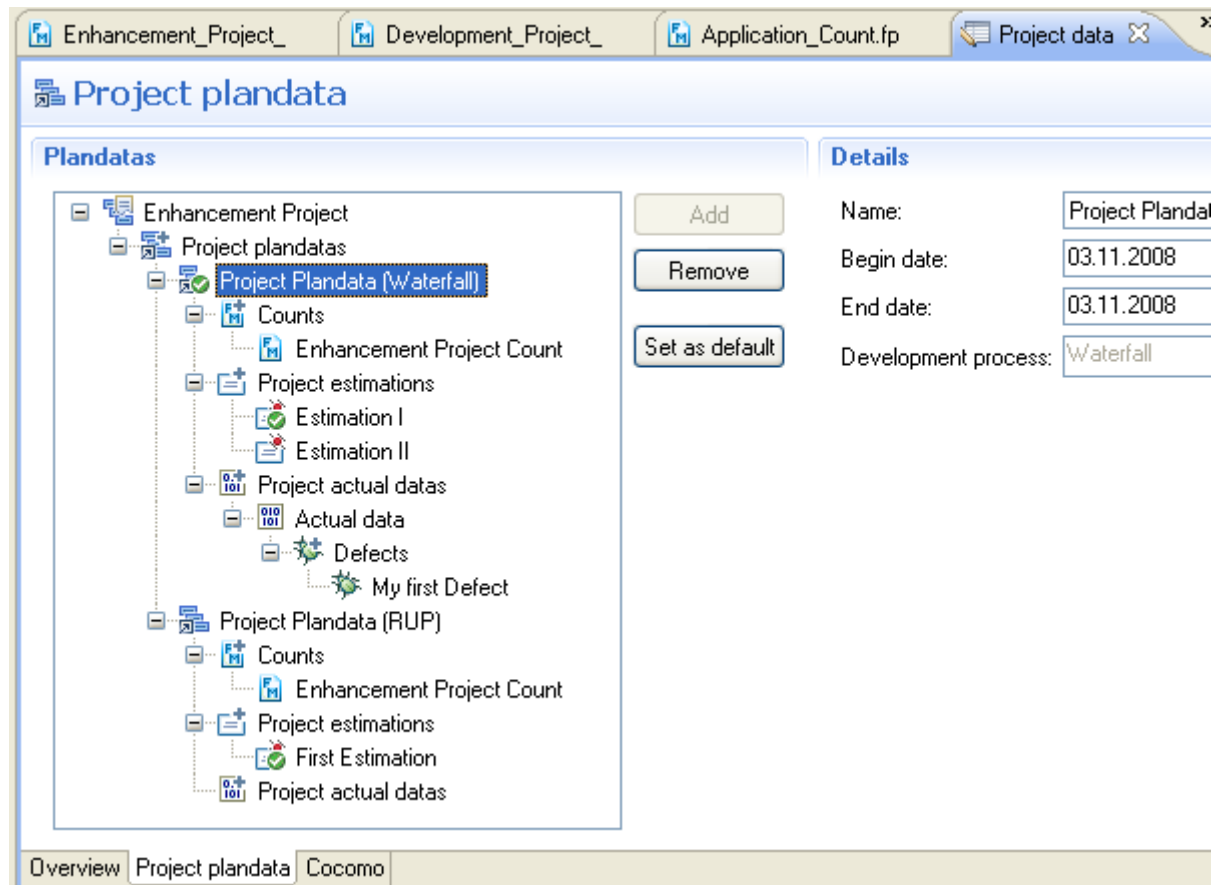 Enhancement_Project_
Development_Project_
Application_Count.fp
Project data
Project plandata
Plandatas
Enhancement Project
Project plandatas
Project Plandata (Waterfall)
Counts
Enhancement Project Count
Project estimations
Estimation I
Estimation II
Project actual datas
Actual data
Defects
My first Defect
Project Plandata (RUP)
Counts
Enhancement Project Count
Project estimations
First Estimation
Project actual datas
Add
Remove
Set as default
Details
Name: Project Plandat
Begin date: 03.11.2008
End date: 03.11.2008
Development process: Waterfall
Overview Project plandata Cocomo